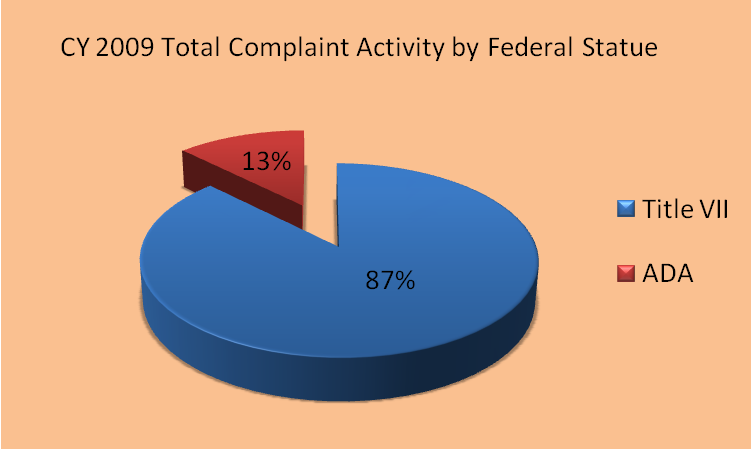 CY 2009 Total Complaint Activity by Federal Statue
13%
87%
Title VII
ADA